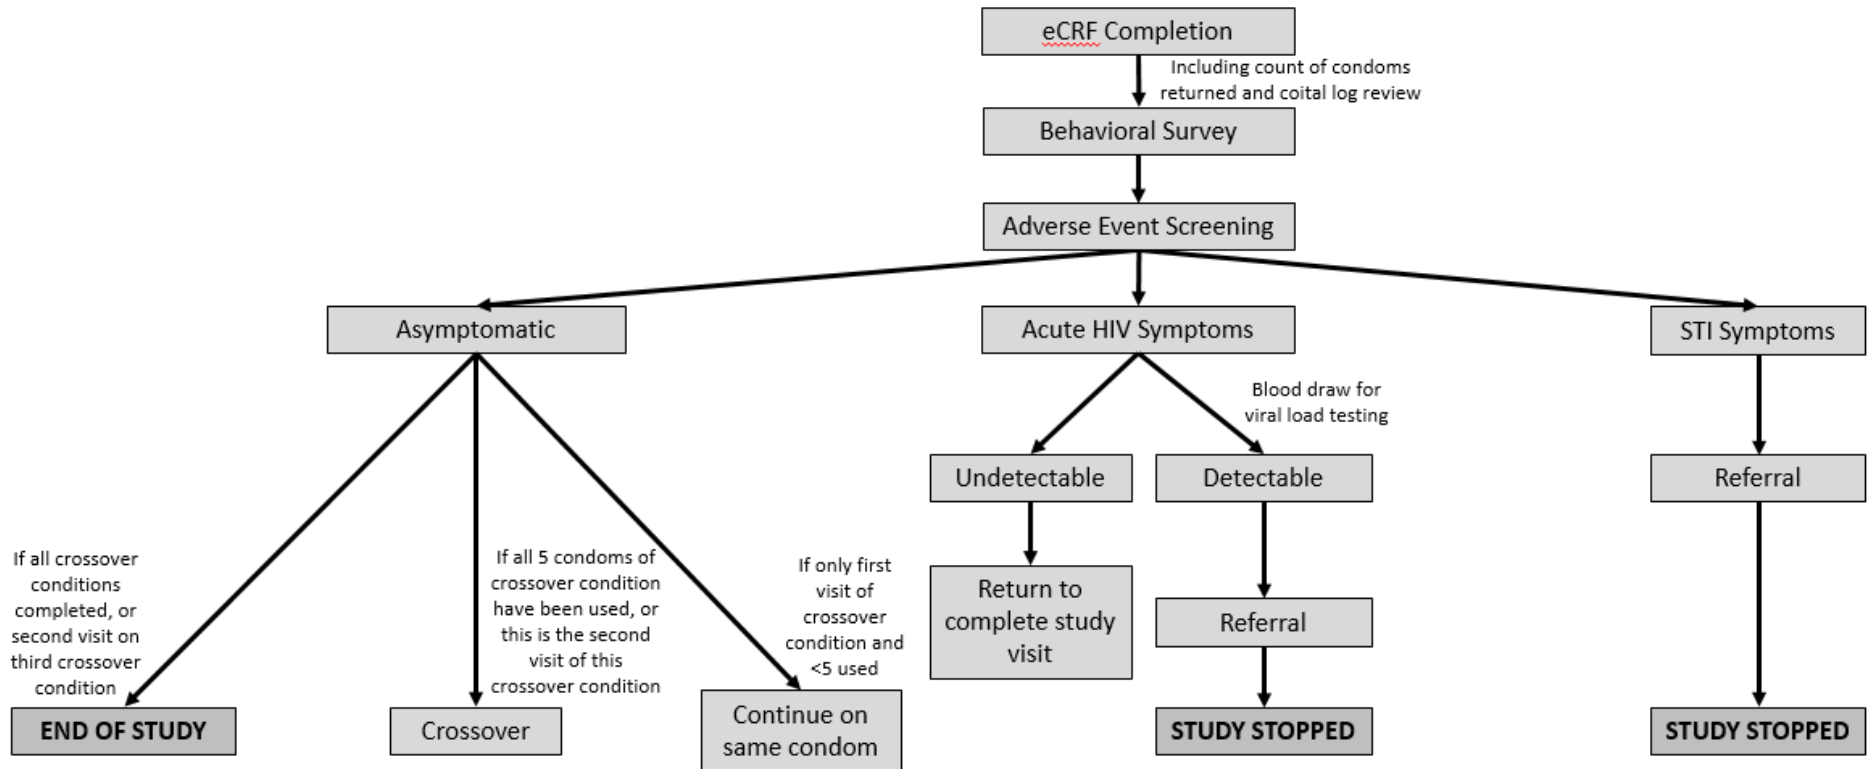 eCRF Completion
Including count of condoms
returned and coital log review
Behavioral Survey
Adverse Event Screening
Asymptomatic
Acute HIV Symptoms
STI Symptoms
Blood draw for
viral load testing
Undetectable
Detectable
Referral
If all crossover
conditions
completed, or
second visit on
third crossover
condition
If all 5 condoms of
crossover condition
have been used, or
this is the second
visit of this
crossover condition
If only first
visit of
crossover
condition and
<5 used
Return to
complete study
visit
Referral
END OF STUDY
Crossover
Continue on
same condom
STUDY STOPPED
STUDY STOPPED